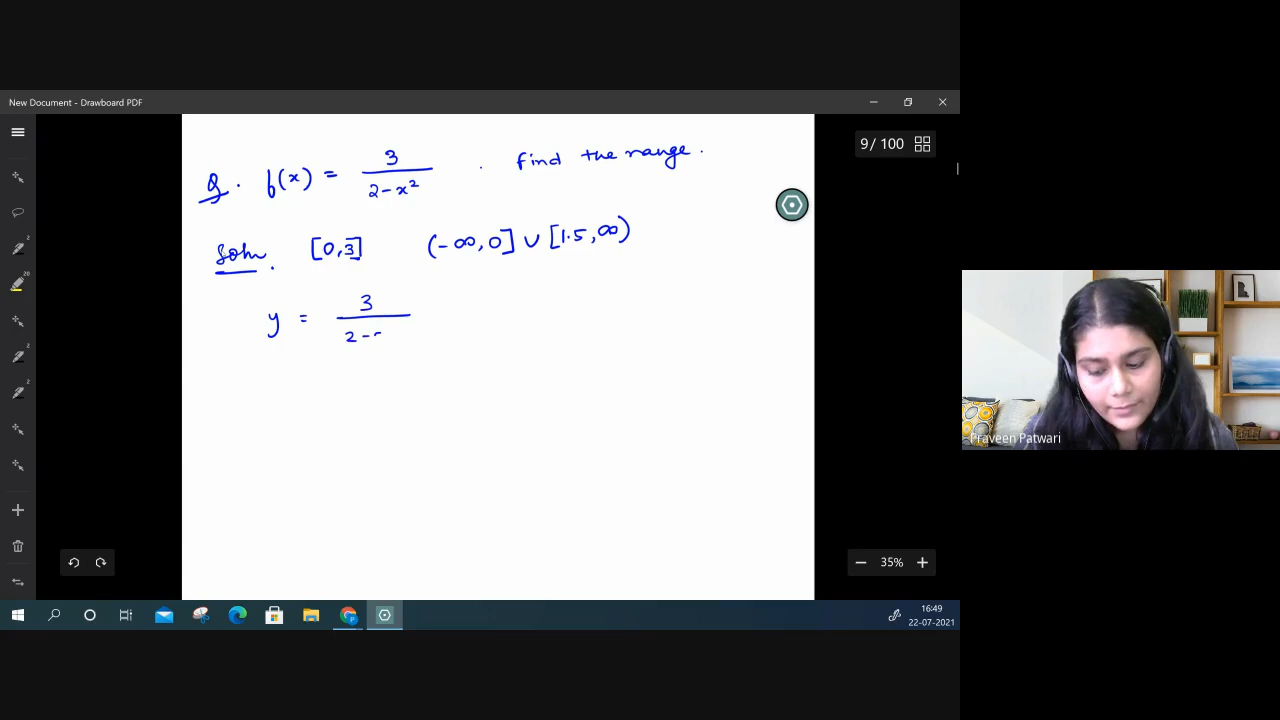 New Document - Drawboard PDF
9 / 100
Q. f(x) = 3 / (2 - x²) . find the range.
Soln. [0,3] (-∞, 0] ∪ [1.5, ∞)
y = 3 / (2 -
Praveen Patwari
35%
16:49
22-07-2021